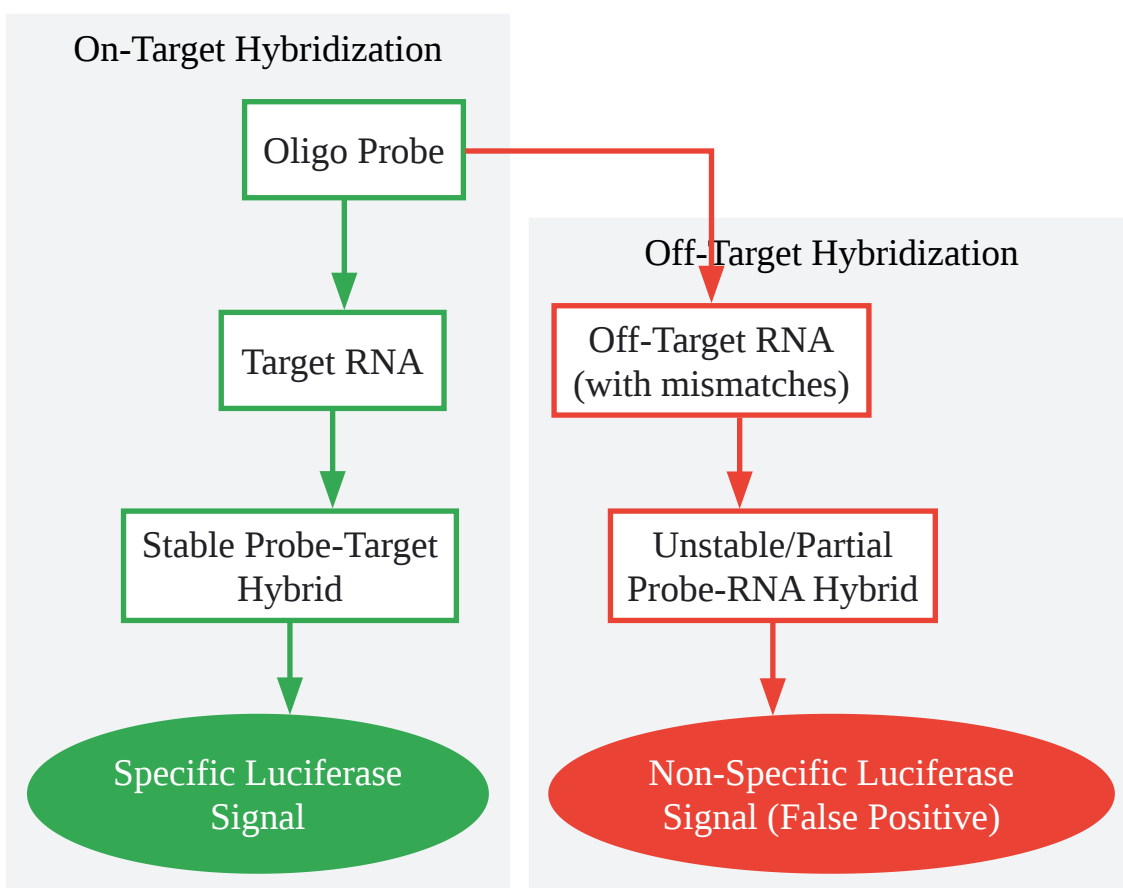 On-Target Hybridization
Oligo Probe
Target RNA
Stable Probe-Target
Hybrid
Specific Luciferase
Signal
Off-Target Hybridization
Off-Target RNA
(with mismatches)
Unstable/Partial
Probe-RNA Hybrid
Non-Specific Luciferase
Signal (False Positive)